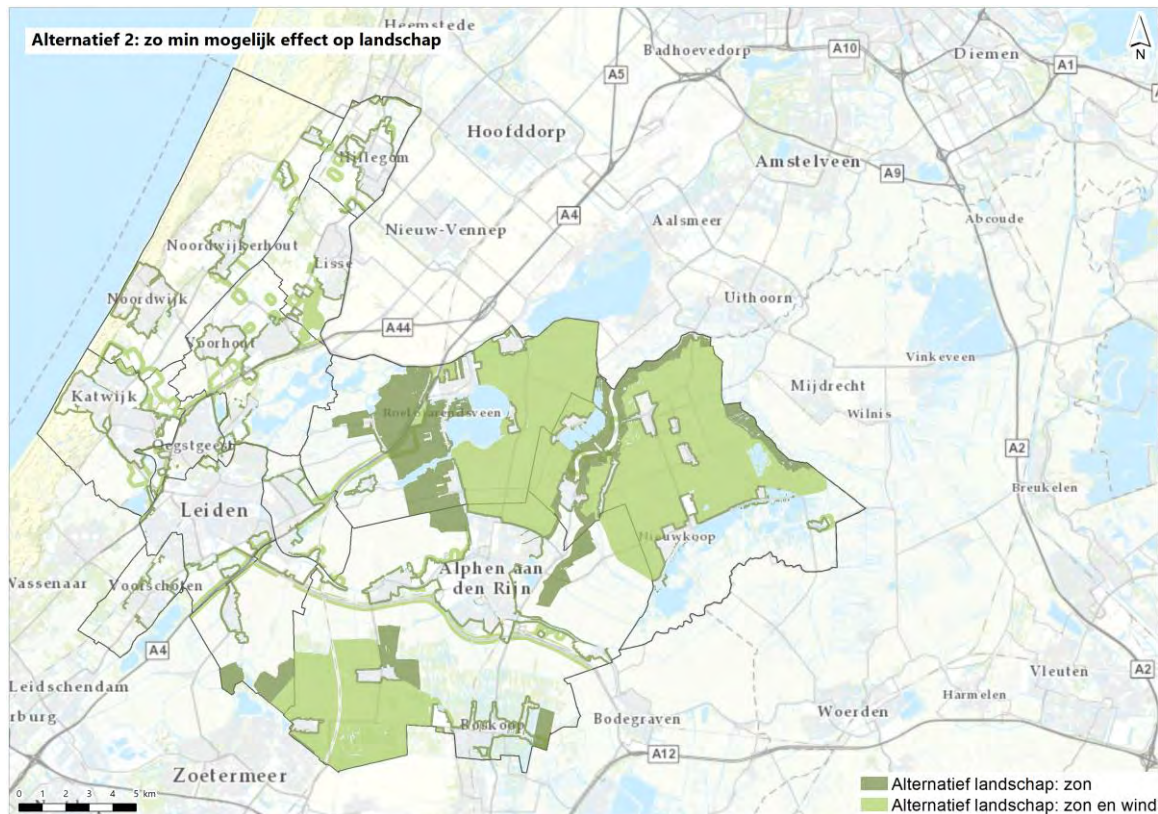 Alternatief 2: zo min mogelijk effect op landschap
Heemstede
Badhoevedorp
A10
Diemen
A1
N
A5
Hoofddorp
Hillegom
Amstelveen
A9
A4
Nieuw-Vennep
Aalsmeer
Abcoude
Noordwijkerhout
Lisse
Noordwijk
Uithoorn
A44
Voorhout
Vinkeveen
Katwijk
Mijdrecht
Wilnis
Roelofarendsveen
Oegstgeest
A2
Leiden
Breukelen
Nieuwkoop
Alphen aan
den Rijn
Wassenaar
Voorschoten
A4
Leidschendam
Vleuten
A2
Harmelen
rburg
Boskoop
Bodegraven
Woerden
A12
Zoetermeer
0 1 2 3 4 5 km
Alternatief landschap: zon
Alternatief landschap: zon en wind